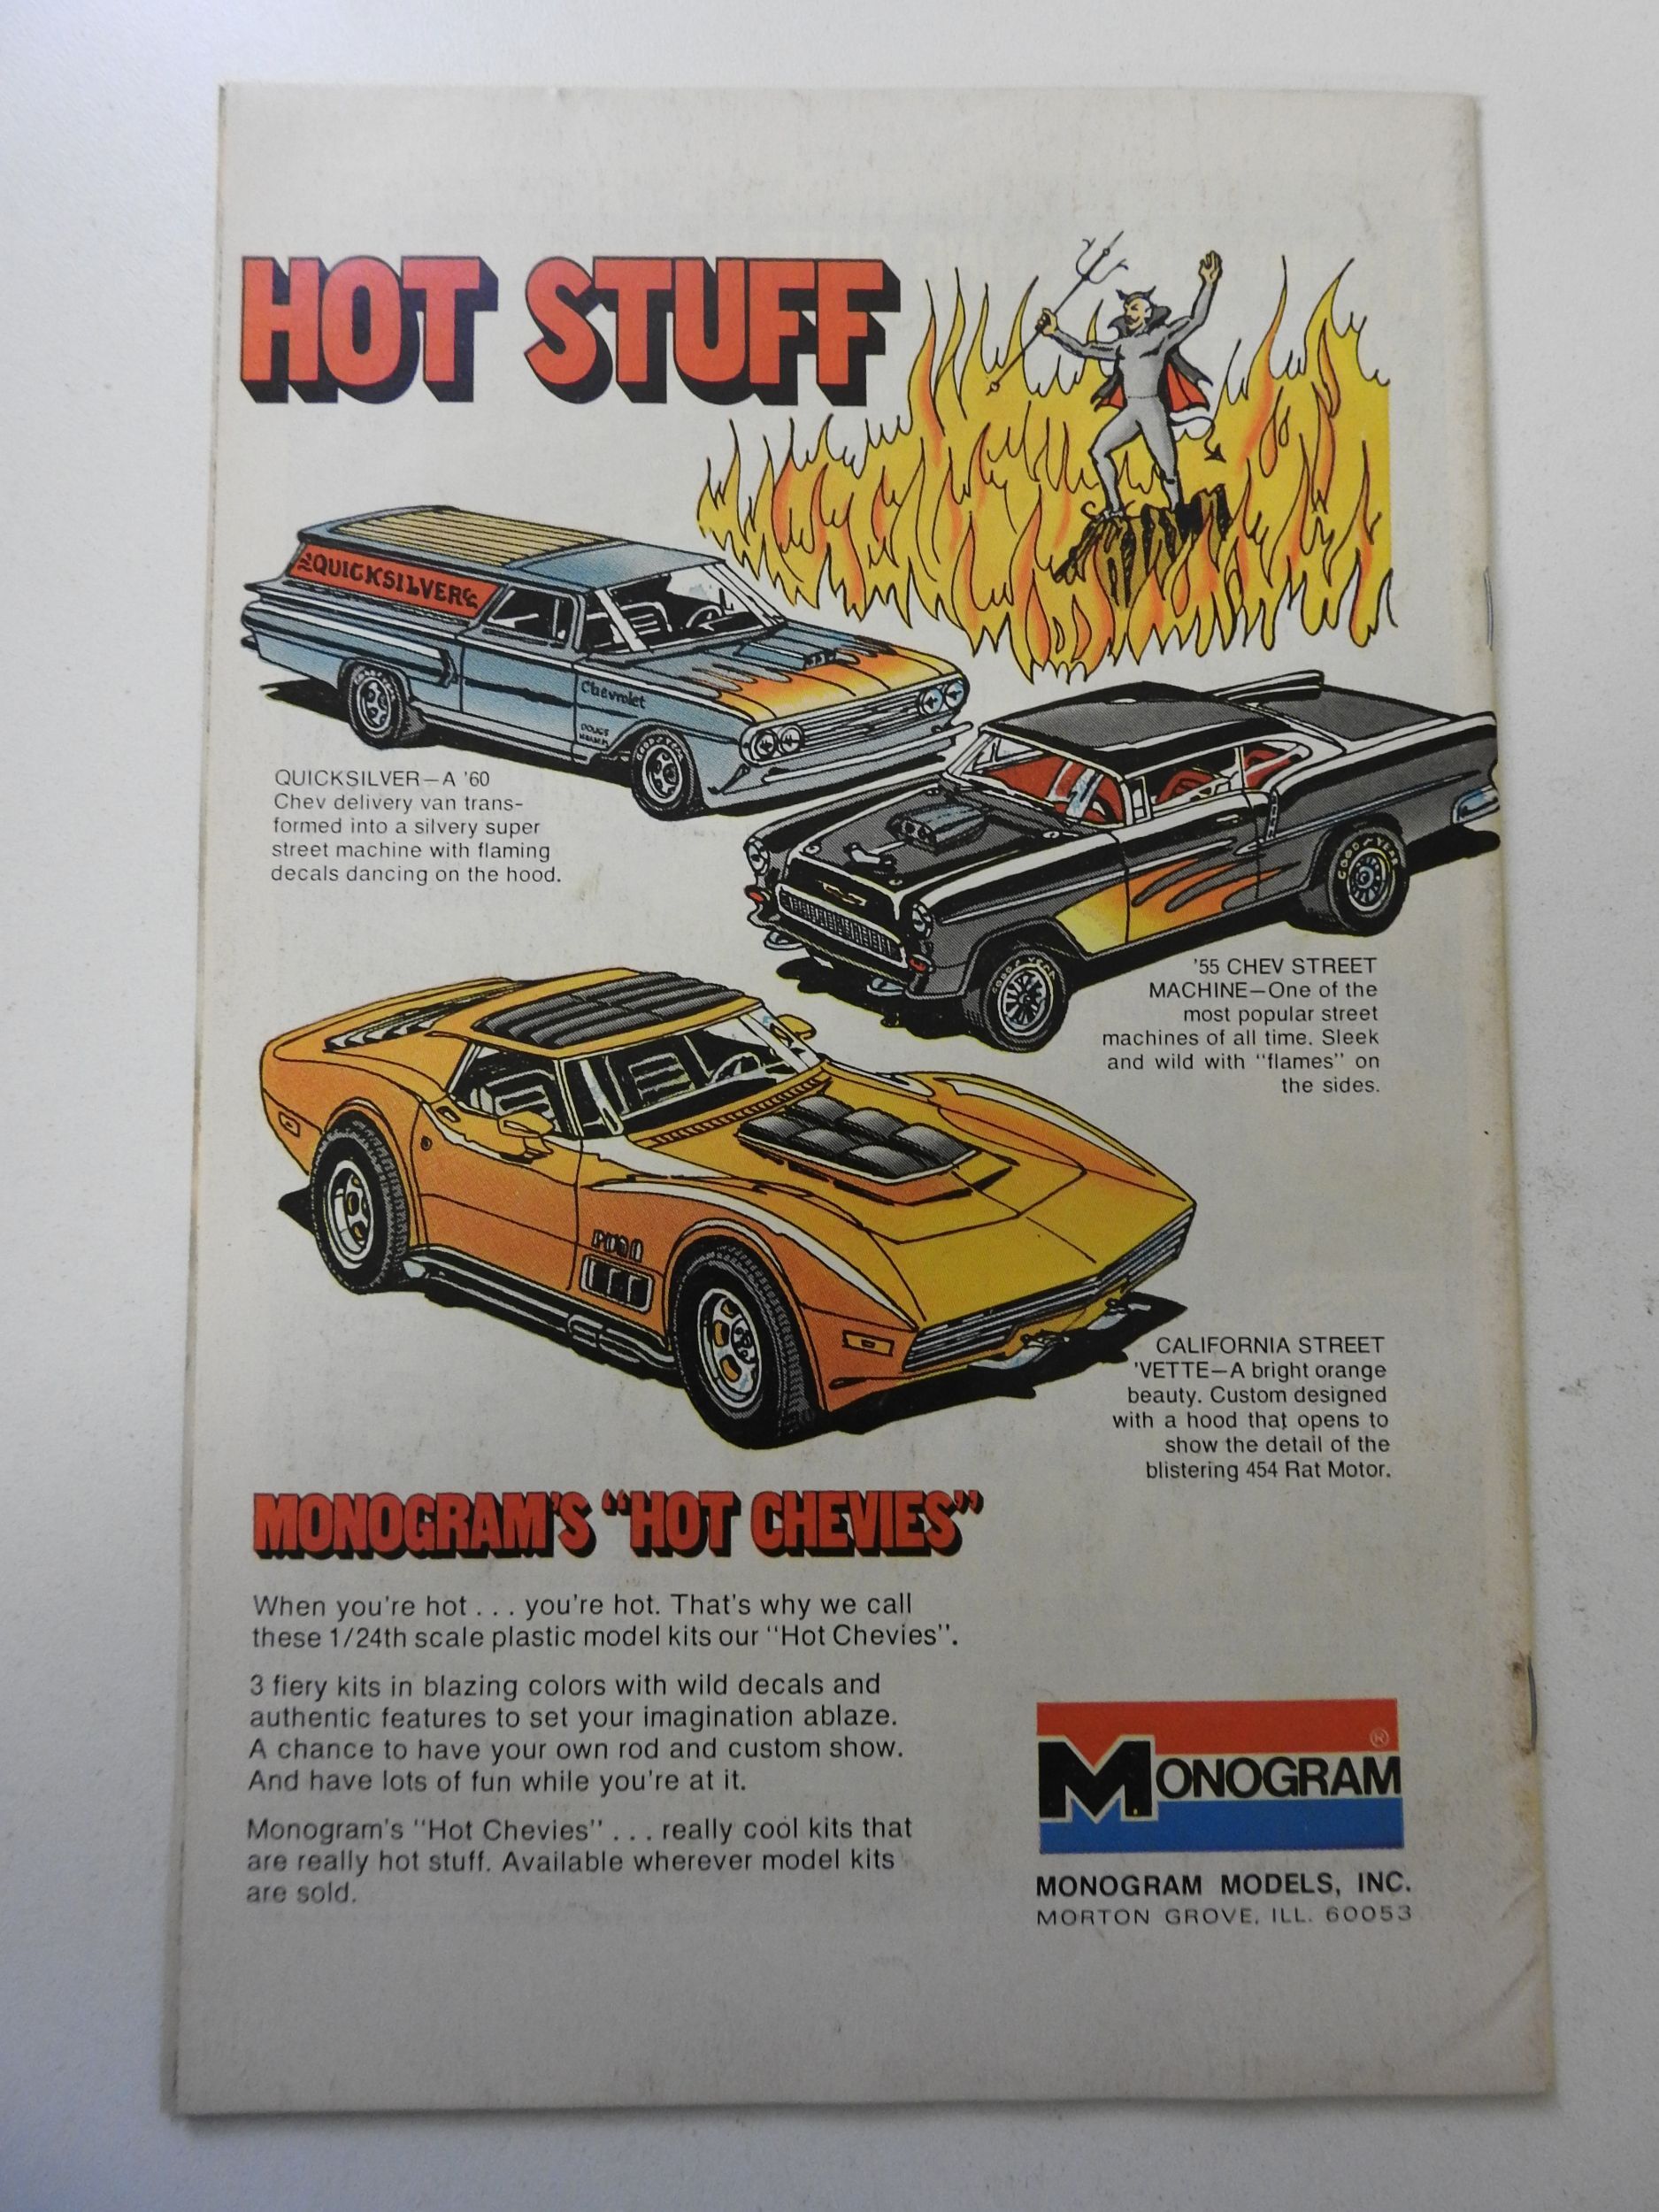 HOT STUFF
QUICKSILVER
Chevrolet
GOODYEAR
QUICKSILVER—A '60
Chev delivery van trans-
formed into a silvery super
street machine with flaming
decals dancing on the hood.
GOODYEAR
GOODYEAR
'55 CHEV STREET
MACHINE—One of the
most popular street
machines of all time. Sleek
and wild with "flames" on
the sides.
CALIFORNIA STREET
'VETTE—A bright orange
beauty. Custom designed
with a hood that opens to
show the detail of the
blistering 454 Rat Motor.
MONOGRAM'S "HOT CHEVIES"
When you're hot . . . you're hot. That's why we call
these 1/24th scale plastic model kits our "Hot Chevies".
3 fiery kits in blazing colors with wild decals and
authentic features to set your imagination ablaze.
A chance to have your own rod and custom show.
And have lots of fun while you're at it.
Monogram's "Hot Chevies" . . . really cool kits that
are really hot stuff. Available wherever model kits
are sold.
MONOGRAM®
MONOGRAM MODELS, INC.
MORTON GROVE, ILL. 60053